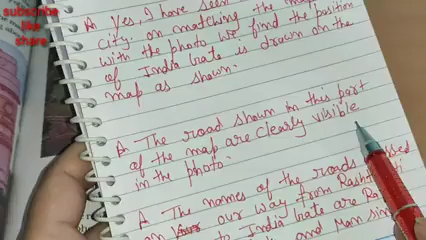 subscribe
like
share
A. Yes, I have seen
city. on matching the
with the photo we find the position
of India Gate is drawn on the
map as shown.
A. The road shown in this part
of the map are clearly visible
in the photo.
A The names of the roads
on our way from
to India Gate are
and Man Sin